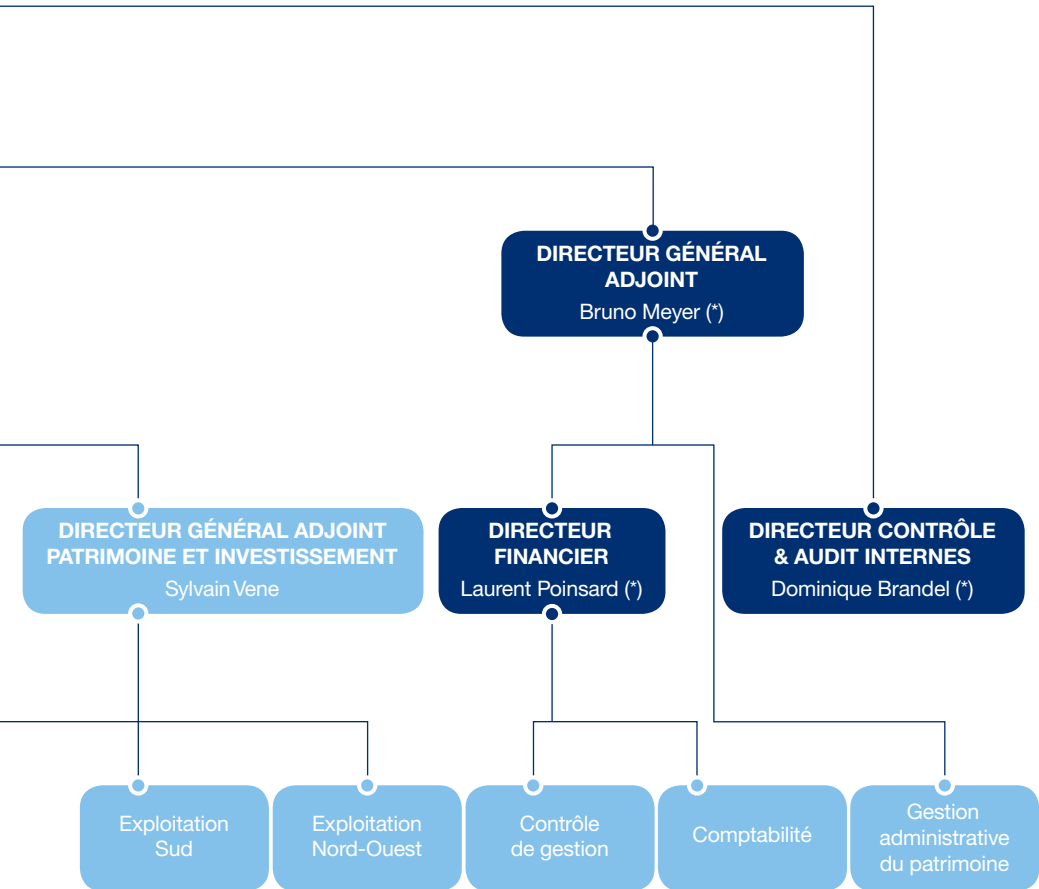 DIRECTEUR GÉNÉRAL
ADJOINT
Bruno Meyer (*)
DIRECTEUR GÉNÉRAL ADJOINT
PATRIMOINE ET INVESTISSEMENT
Sylvain Vene
DIRECTEUR
FINANCIER
Laurent Poinsard (*)
DIRECTEUR CONTRÔLE
& AUDIT INTERNES
Dominique Brandel (*)
Exploitation
Sud
Exploitation
Nord-Ouest
Contrôle
de gestion
Comptabilité
Gestion
administrative
du patrimoine